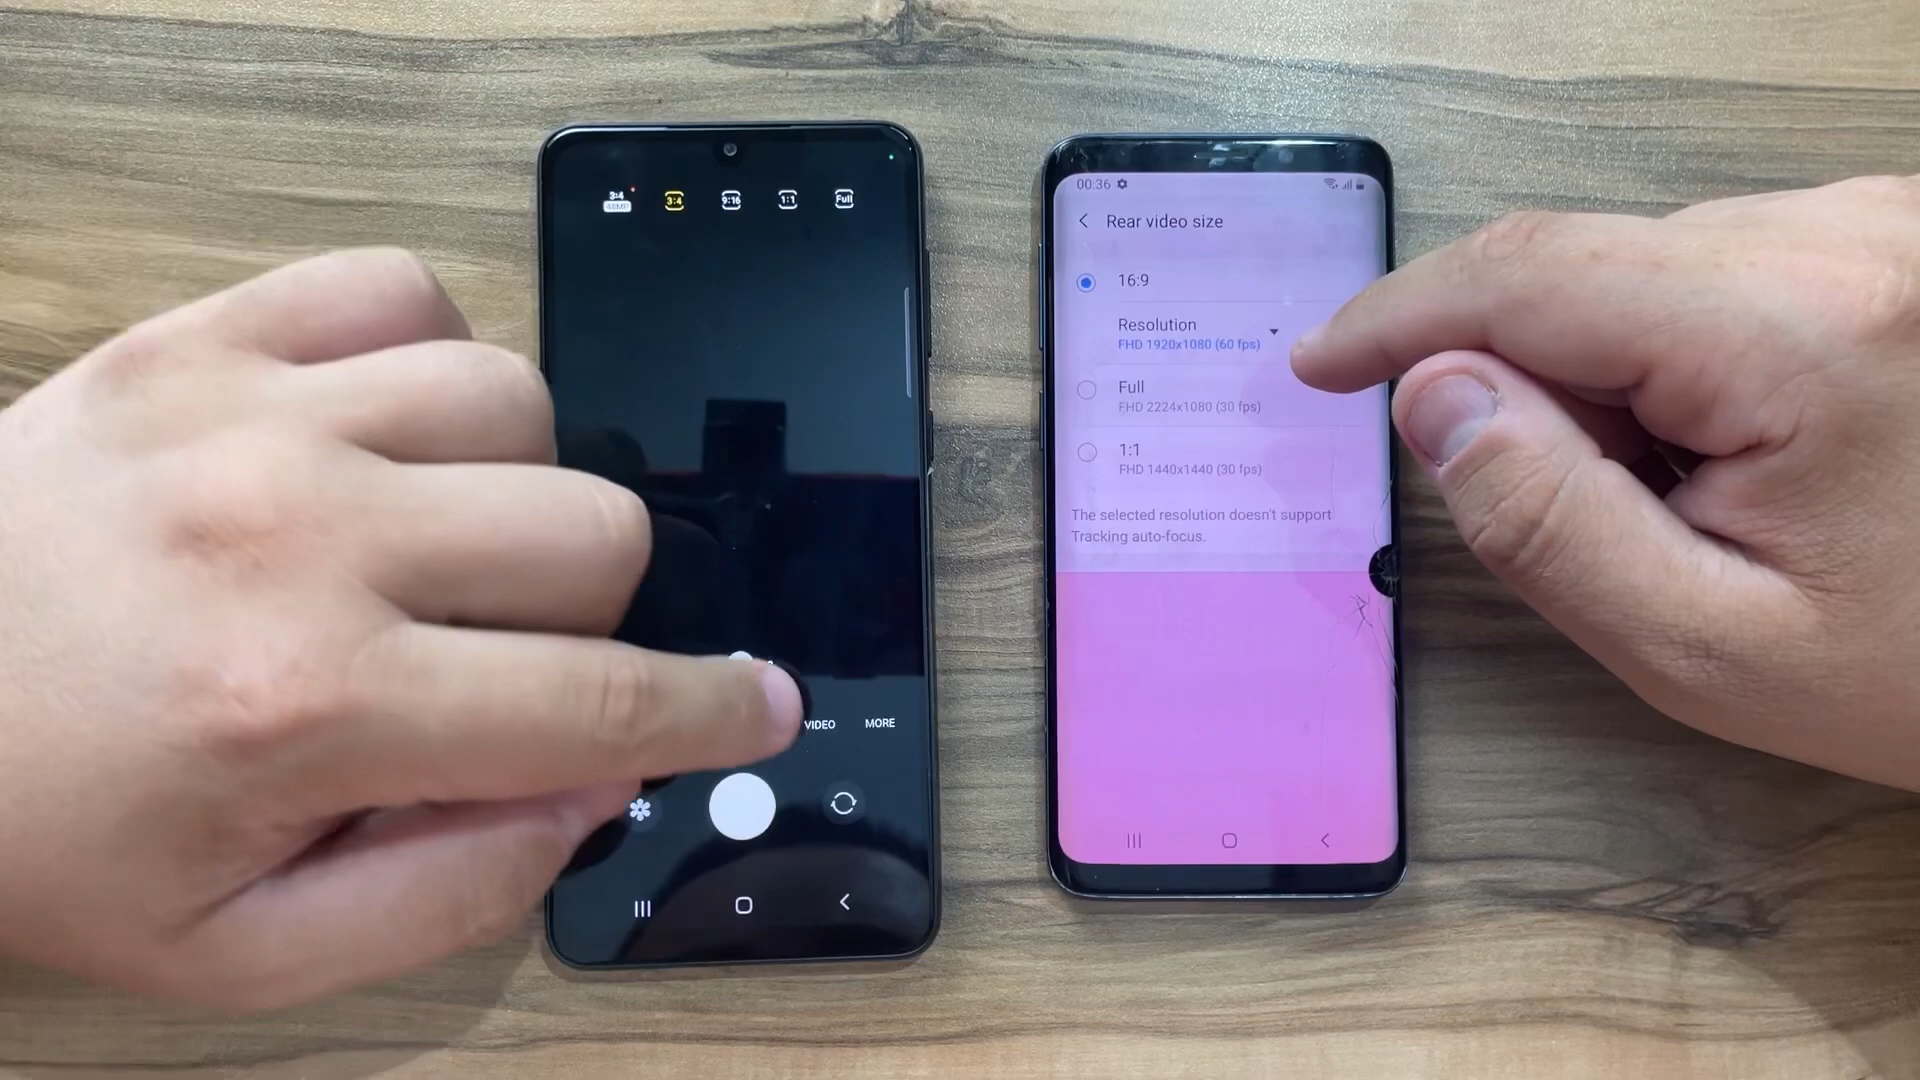 3:4
3:4
9:16
1:1
Full
VIDEO
MORE
00:36
Rear video size
16:9
Resolution
FHD 1920x1080 (60 fps)
Full
FHD 2224x1080 (30 fps)
1:1
FHD 1440x1440 (30 fps)
The selected resolution doesn't support
Tracking auto-focus.